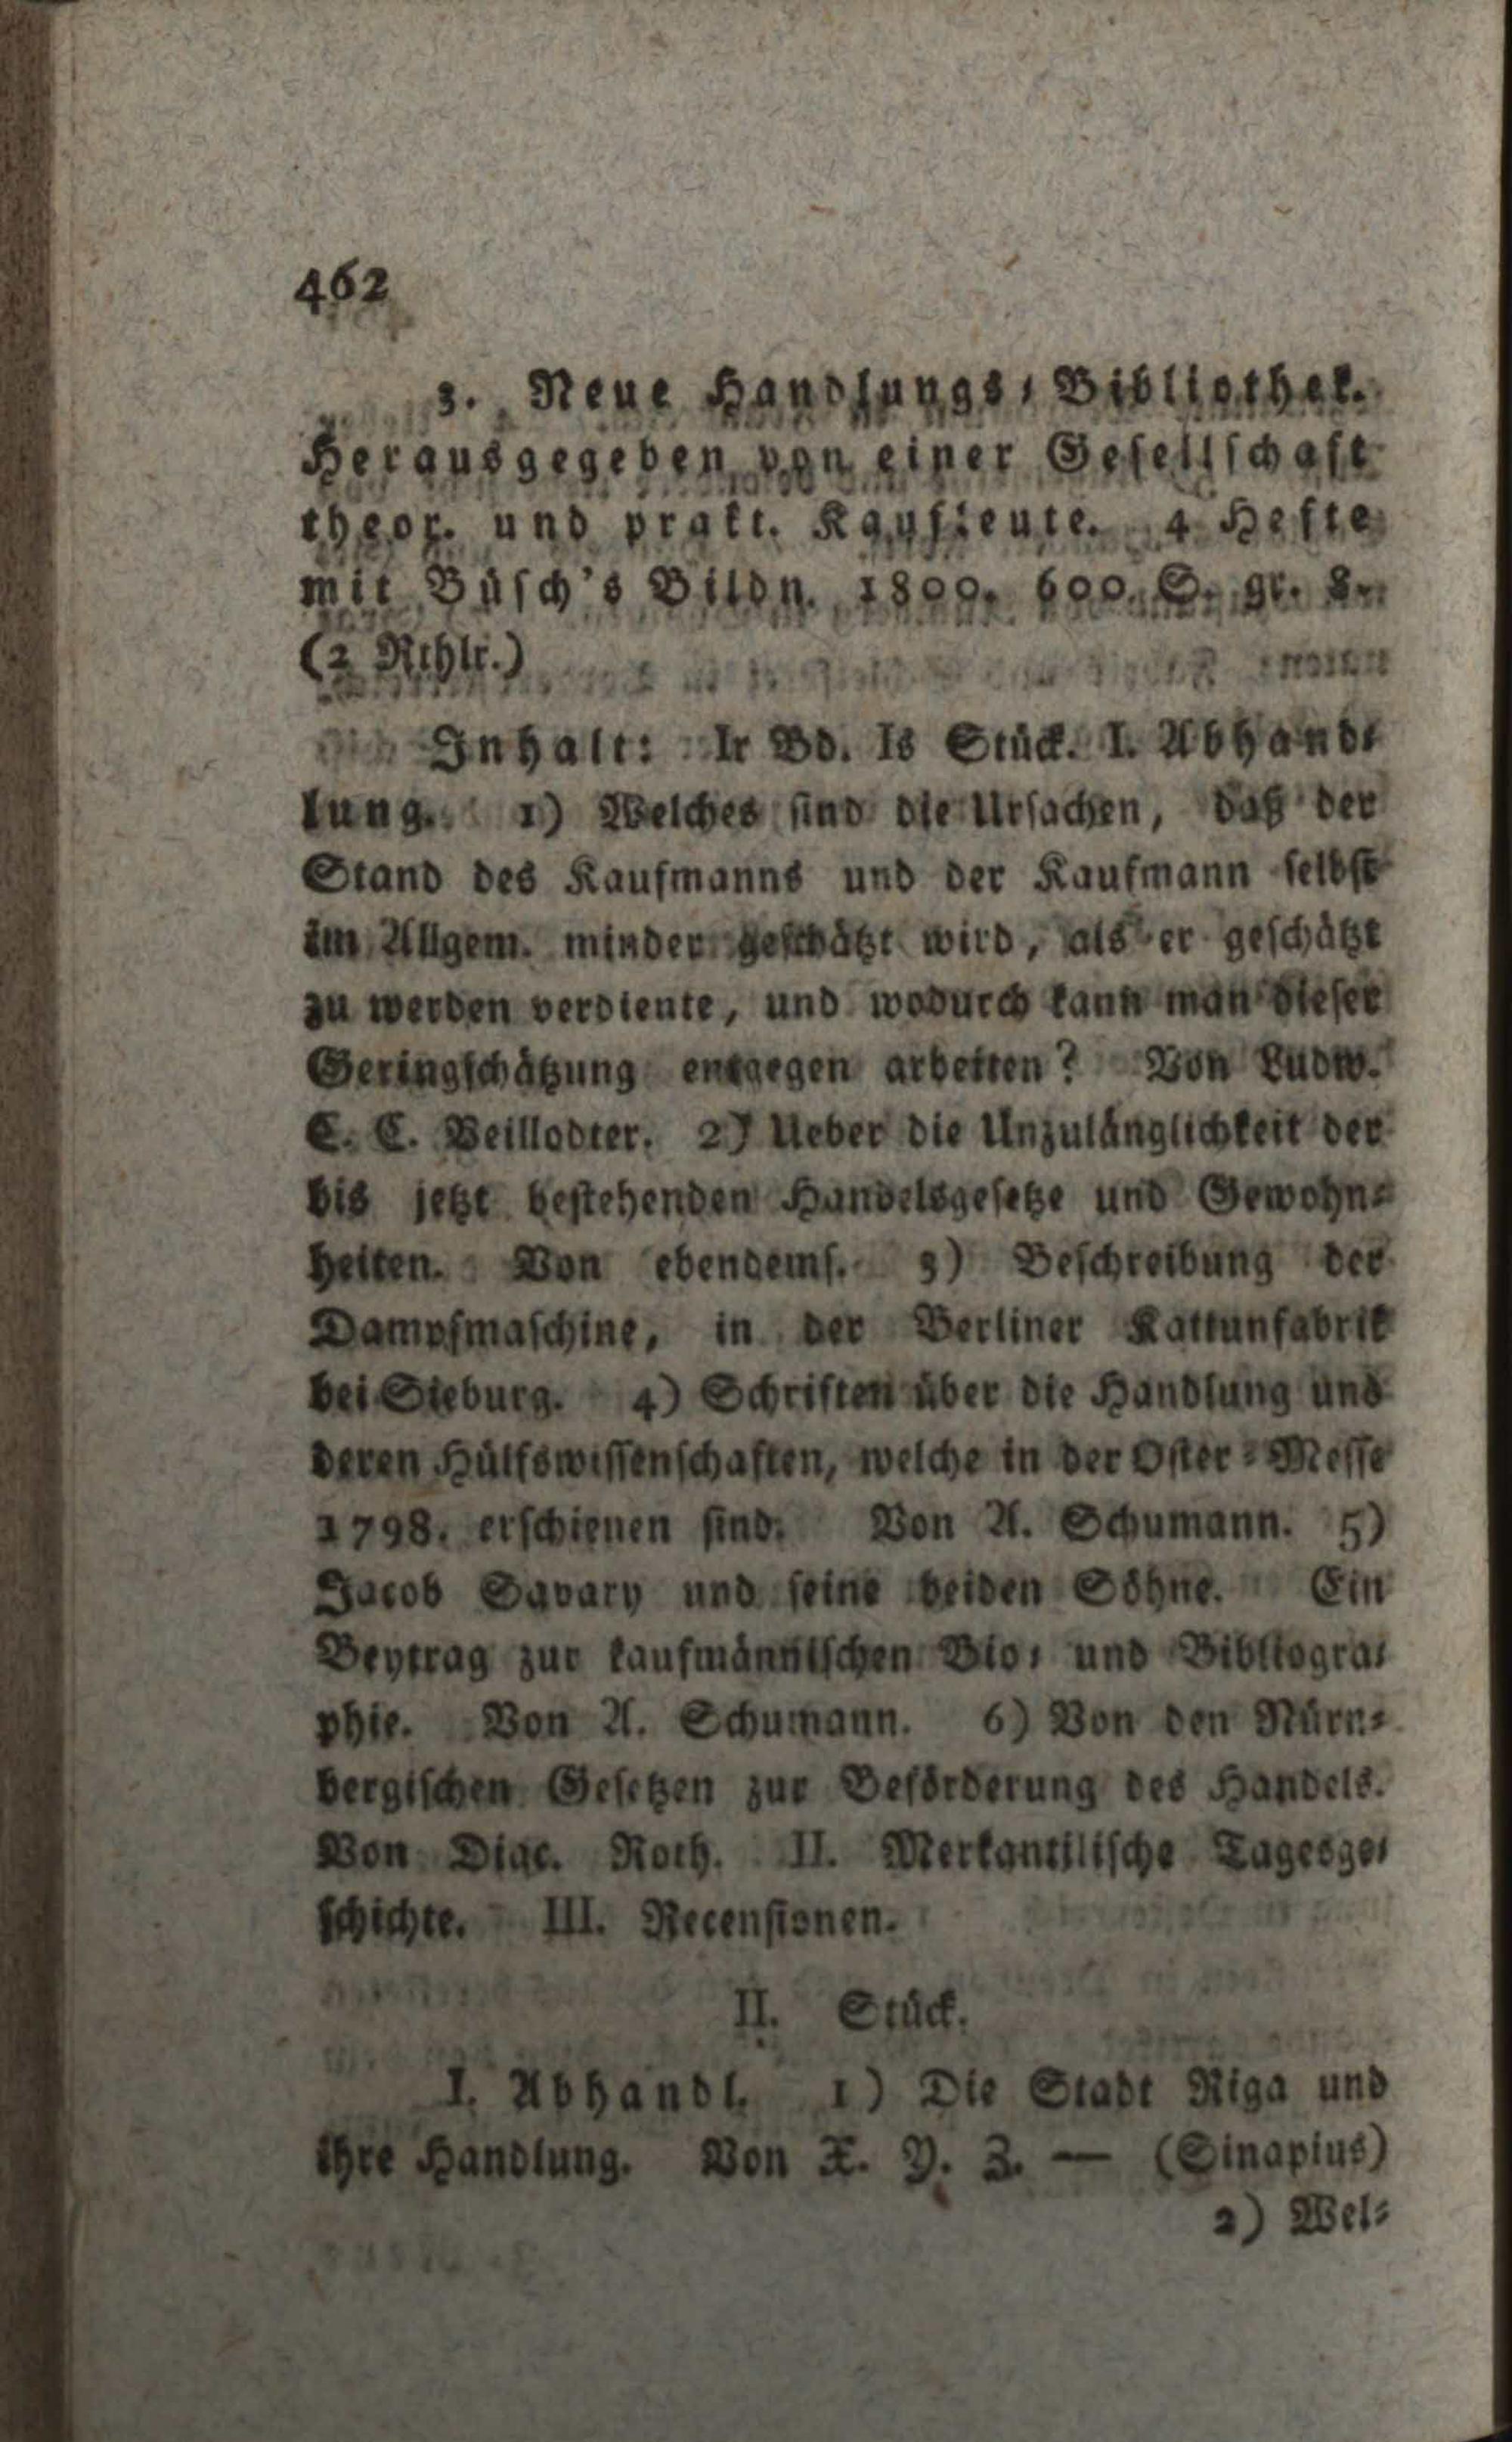 462
3. Neue Handlungs-Bibliothek.
Herausgegeben von einer Gesellschaft
theor. und prakt. Kaufleute. 4 Hefte
mit Büsch's Bildn. 1800. 600. S. gr. 8.
(2 Rthlr.)
Inhalt: Ir Bd. Is Stück. I. Abhand-
lung. 1) Welches sind die Ursachen, daß der
Stand des Kaufmanns und der Kaufmann selbst
im Allgem. minder geschätzt wird, als er geschätzt
zu werden verdiente, und wodurch kann man dieser
Geringschätzung entgegen arbeiten? Von Ludw.
C. C. Veillodter. 2) Ueber die Unzulänglichkeit der
bis jetzt bestehenden Handelsgesetze und Gewohn-
heiten. Von ebendems. 3) Beschreibung der
Dampfmaschine, in der Berliner Kattunfabrik
bei Sieburg. 4) Schriften über die Handlung und
deren Hülfswissenschaften, welche in der Oster-Messe
1798. erschienen sind. Von A. Schumann. 5)
Jacob Savary und seine beiden Söhne. Ein
Beytrag zur kaufmännischen Bio- und Bibliogra-
phie. Von A. Schumann. 6) Von den Nürn-
bergischen Gesetzen zur Beförderung des Handels.
Von Diac. Roth. II. Merkantilische Tagesge-
schichte. III. Recensionen.
II. Stück.
I. Abhandl. 1) Die Stadt Riga und
ihre Handlung. Von X. Y. Z. — (Sinapius)
2) Wel-